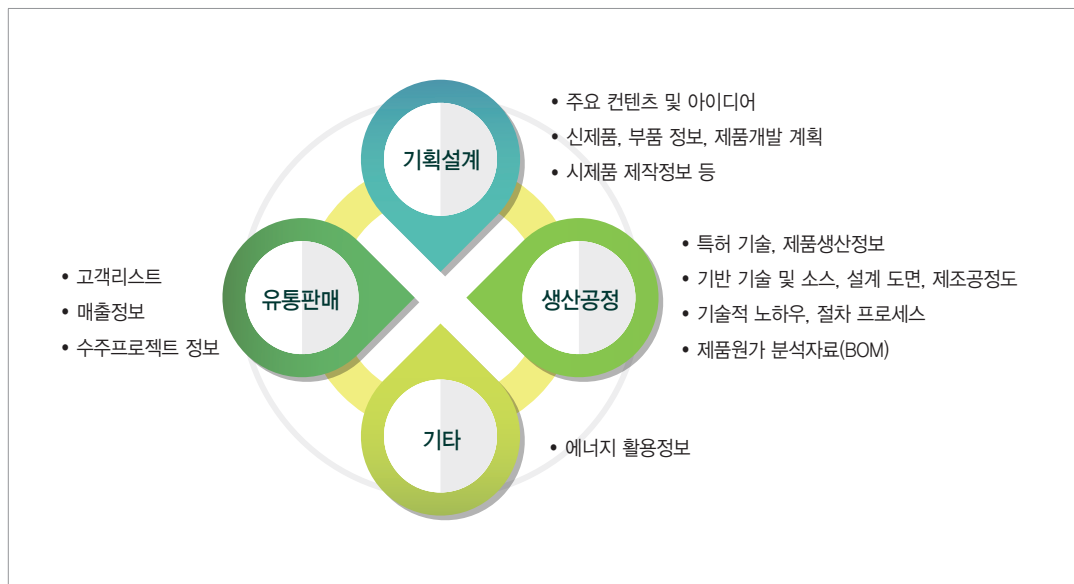 기획설계
• 주요 컨텐츠 및 아이디어
• 신제품, 부품 정보, 제품개발 계획
• 시제품 제작정보 등
생산공정
• 특허 기술, 제품생산정보
• 기반 기술 및 소스, 설계 도면, 제조공정도
• 기술적 노하우, 절차 프로세스
• 제품원가 분석자료(BOM)
유통판매
• 고객리스트
• 매출정보
• 수주프로젝트 정보
기타
• 에너지 활용정보